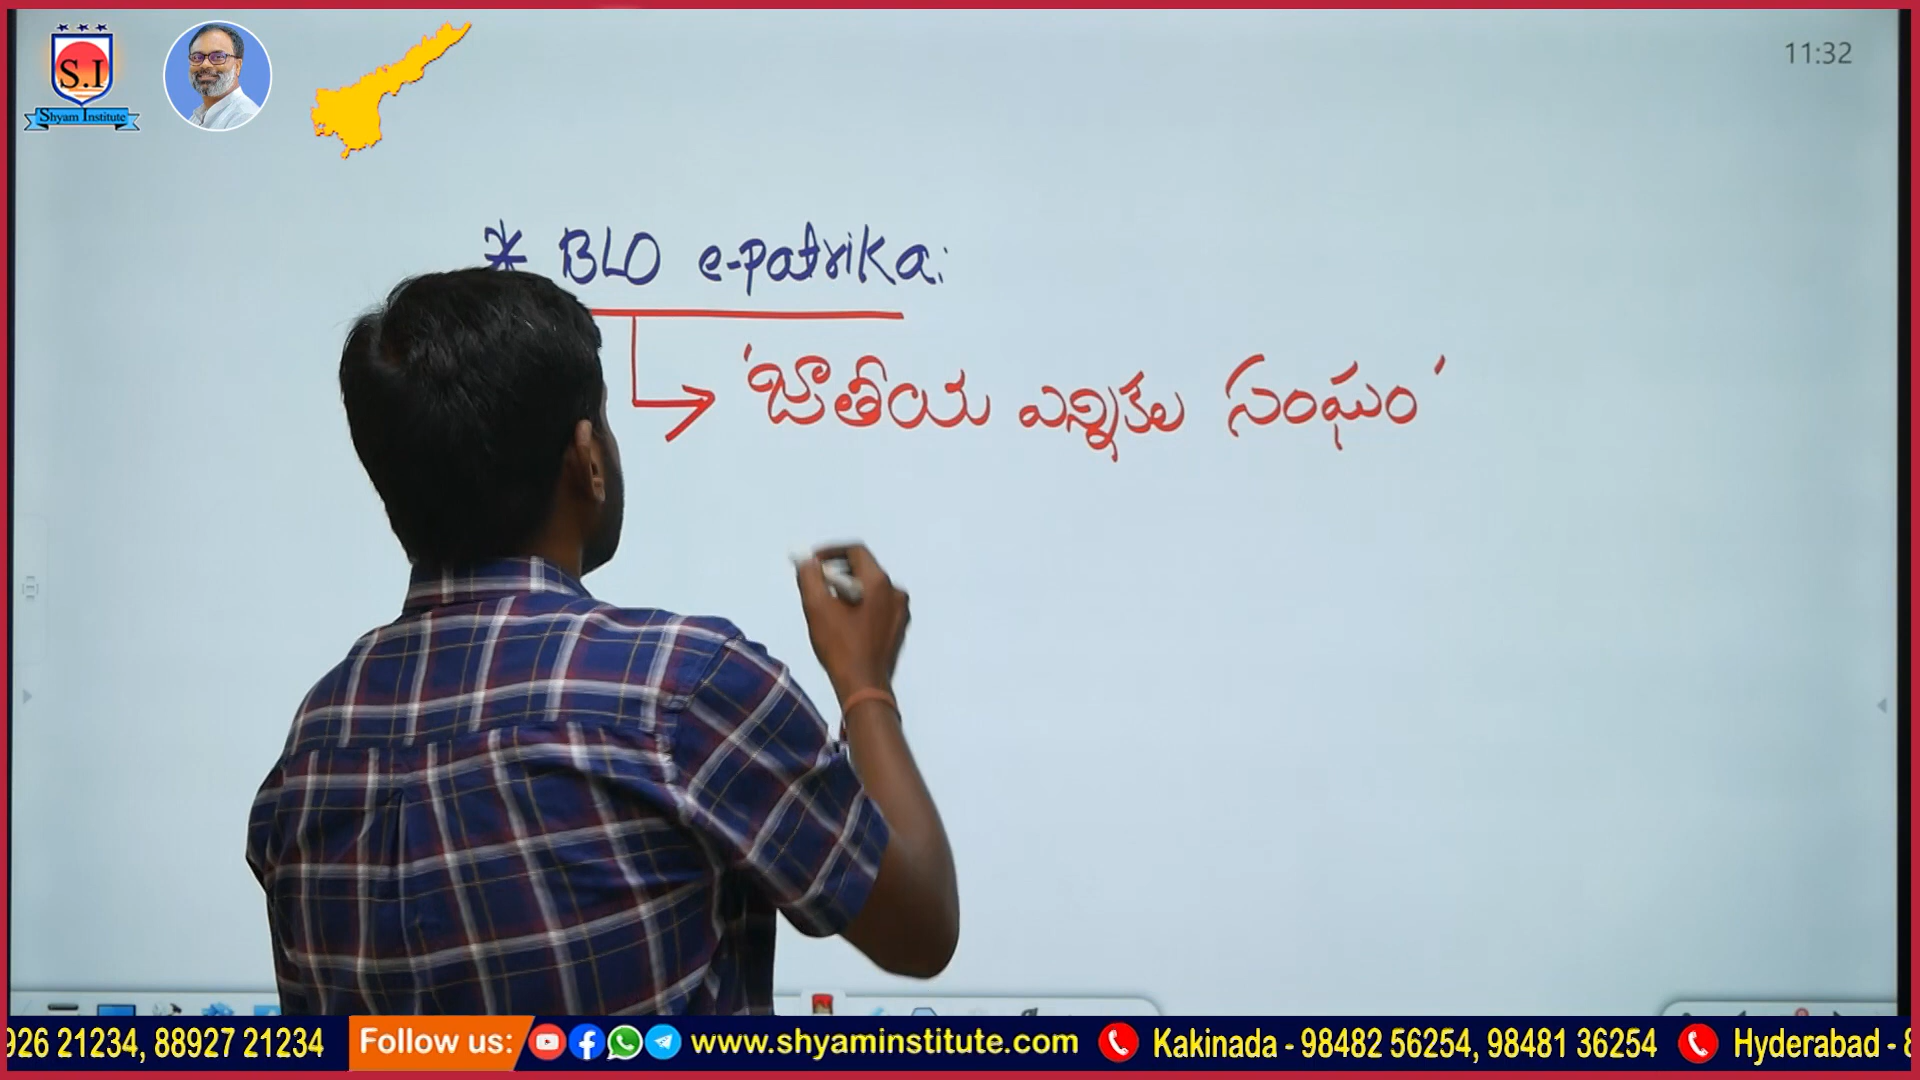 S.I
Shyam Institute
11:32
* BLO e-patrika:
'జాతీయ ఎన్నికల సంఘం'
926 21234, 88927 21234
Follow us:
www.shyaminstitute.com
Kakinada - 98482 56254, 98481 36254
Hyderabad - 8